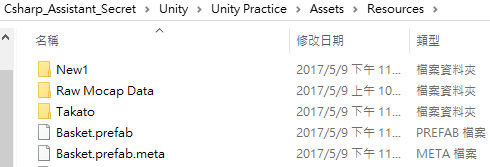 Csharp_Assistant_Secret > Unity > Unity Practice > Assets > Resources >
名稱 修改日期 類型
New1 2017/5/9 下午 11... 檔案資料夾
Raw Mocap Data 2017/5/9 上午 10... 檔案資料夾
Takato 2017/5/9 下午 11... 檔案資料夾
Basket.prefab 2017/5/9 下午 11... PREFAB 檔案
Basket.prefab.meta 2017/5/9 下午 11... META 檔案